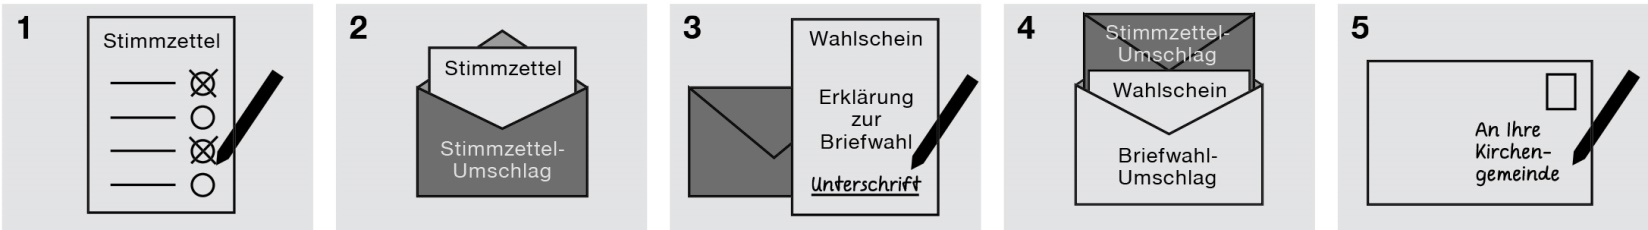 1
Stimmzettel
2
Stimmzettel
Stimmzettel-
Umschlag
3
Wahlschein
Erklärung
zur
Briefwahl
Unterschrift
4
Stimmzettel-
Umschlag
Wahlschein
Briefwahl-
Umschlag
5
An Ihre
Kirchen-
gemeinde